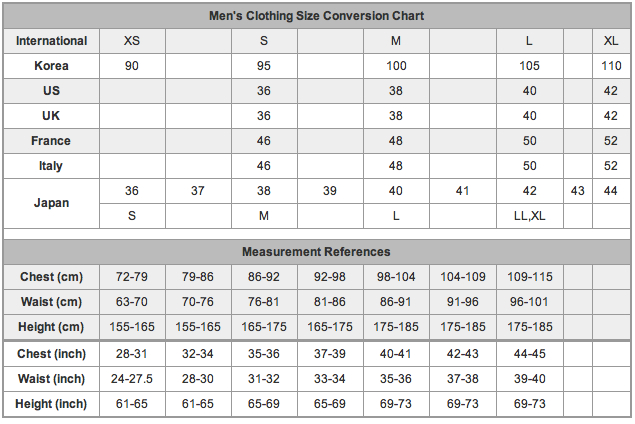 Men's Clothing Size Conversion Chart
International XS S M L XL
Korea 90 95 100 105 110
US 36 38 40 42
UK 36 38 40 42
France 46 48 50 52
Italy 46 48 50 52
Japan 36 37 38 39 40 41 42 43 44
S M L LL,XL
Measurement References
Chest (cm) 72-79 79-86 86-92 92-98 98-104 104-109 109-115
Waist (cm) 63-70 70-76 76-81 81-86 86-91 91-96 96-101
Height (cm) 155-165 155-165 165-175 165-175 175-185 175-185 175-185
Chest (inch) 28-31 32-34 35-36 37-39 40-41 42-43 44-45
Waist (inch) 24-27.5 28-30 31-32 33-34 35-36 37-38 39-40
Height (inch) 61-65 61-65 65-69 65-69 69-73 69-73 69-73